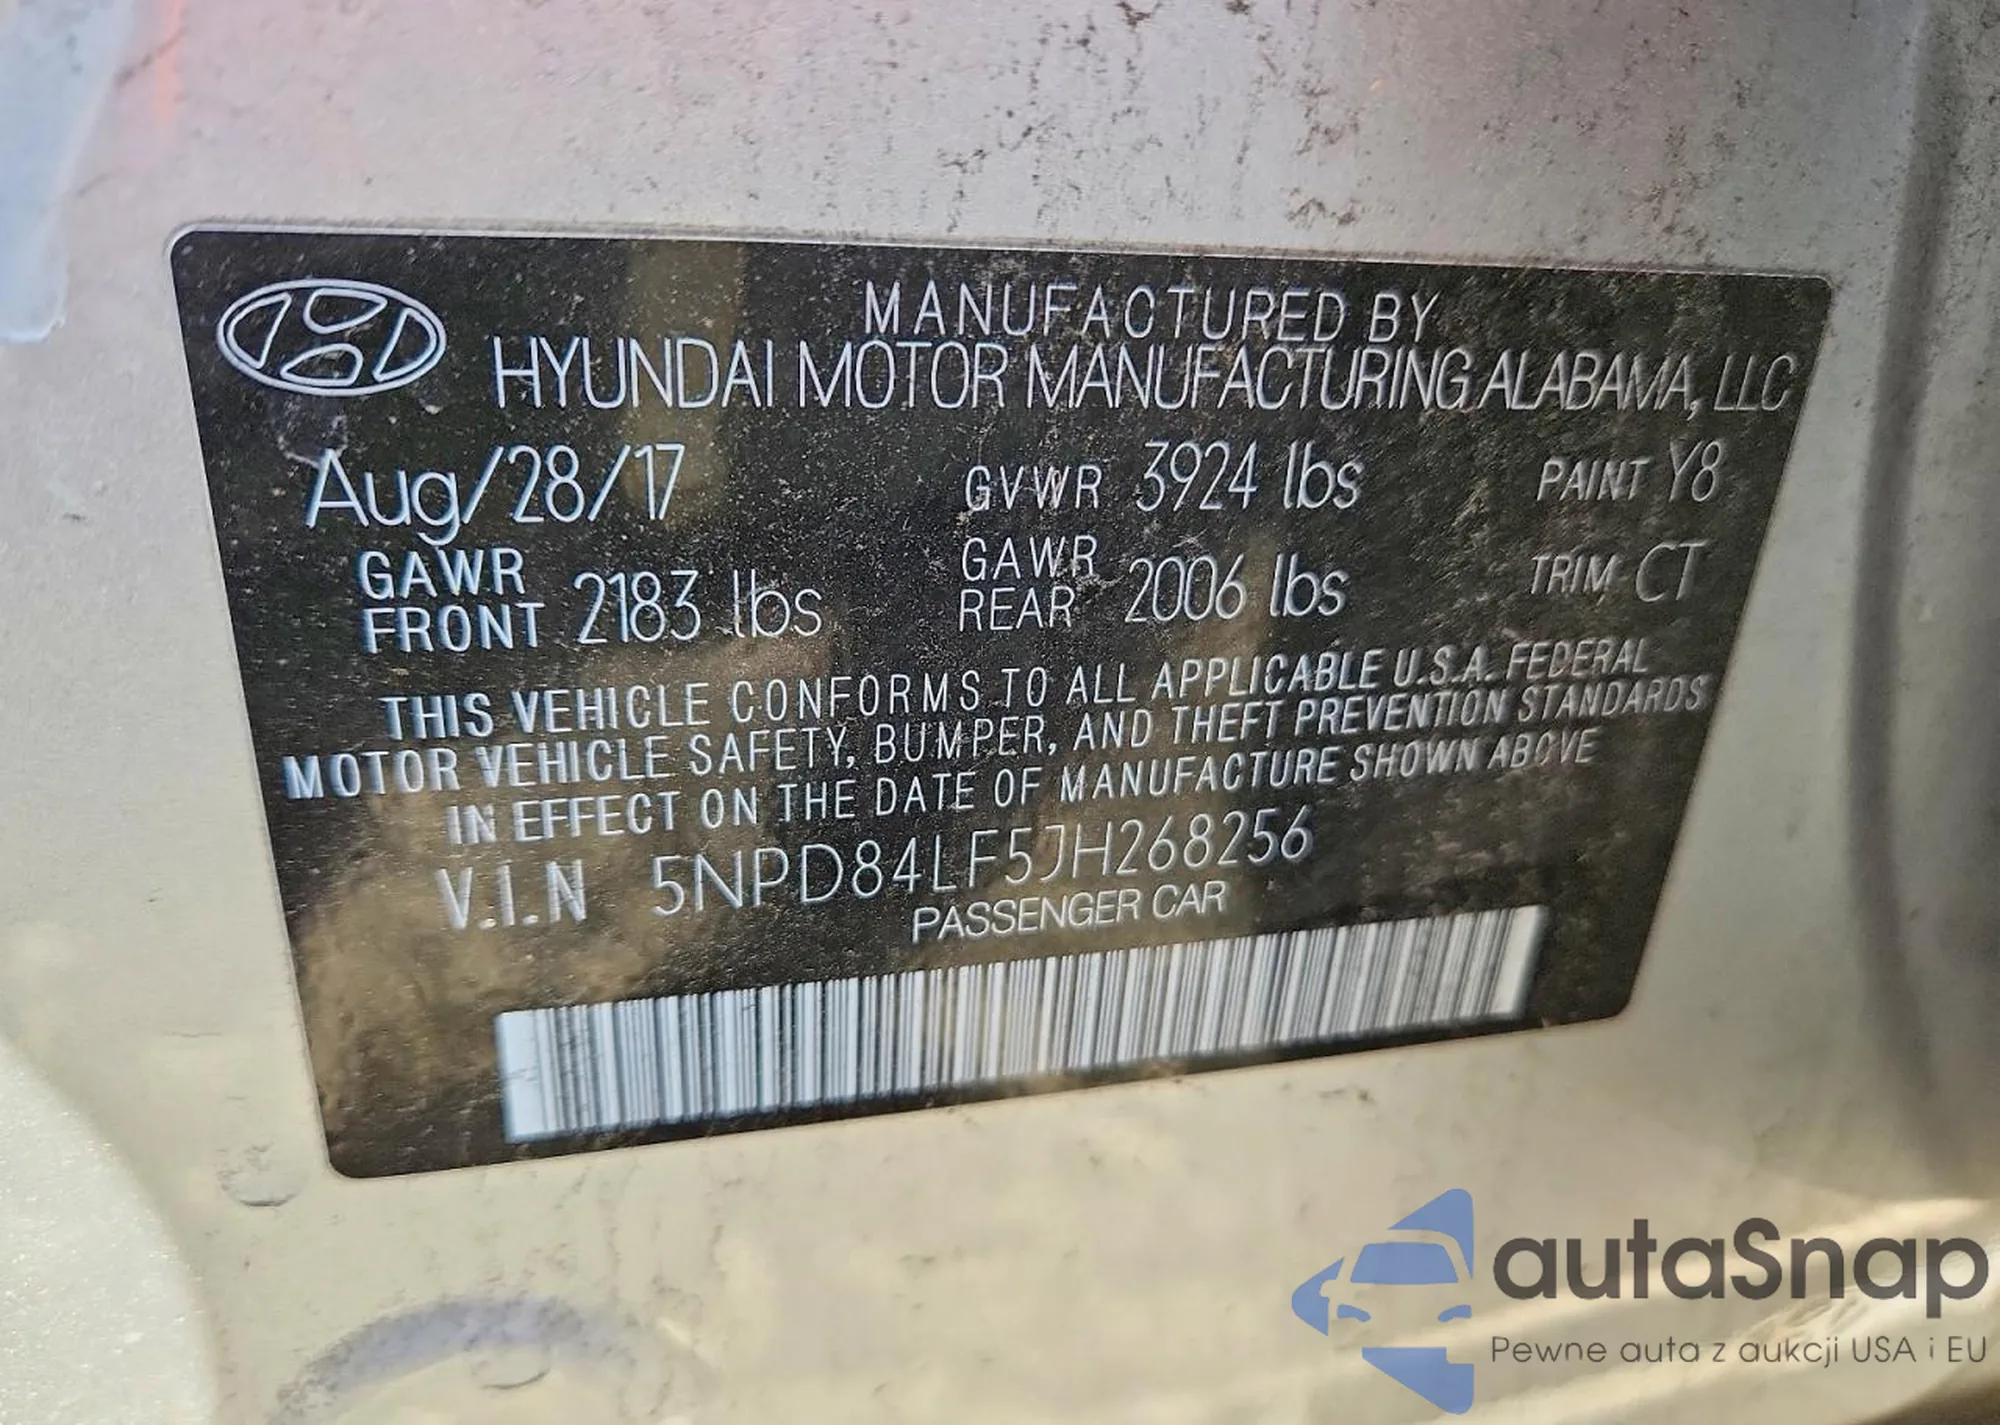 MANUFACTURED BY
HYUNDAI MOTOR MANUFACTURING ALABAMA, LLC
Aug/28/17 GVWR 3924 lbs PAINT Y8
GAWR FRONT 2183 lbs GAWR REAR 2006 lbs TRIM CT
THIS VEHICLE CONFORMS TO ALL APPLICABLE U.S.A. FEDERAL
MOTOR VEHICLE SAFETY, BUMPER, AND THEFT PREVENTION STANDARDS
IN EFFECT ON THE DATE OF MANUFACTURE SHOWN ABOVE
V.I.N 5NPD84LF5JH268256
PASSENGER CAR
autaSnap
Pewne auta z aukcji USA i EU